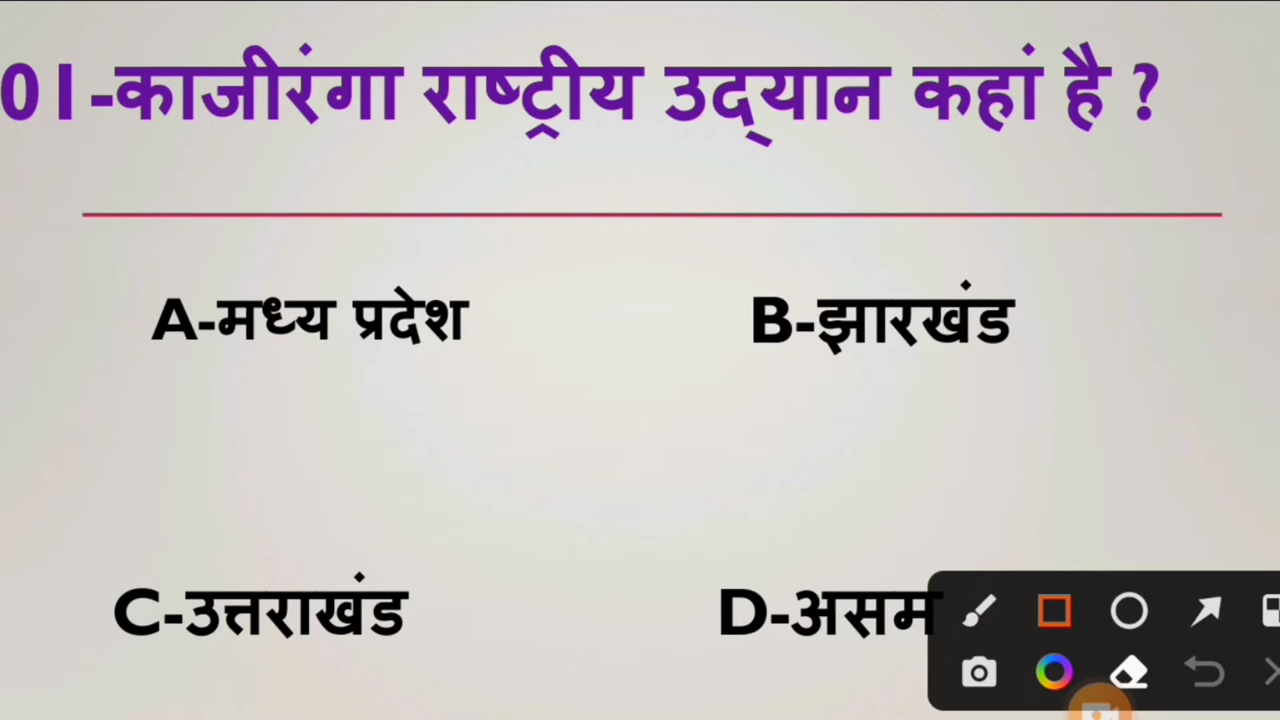 01-काजीरंगा राष्ट्रीय उद्‌यान कहां है ?
A-मध्य प्रदेश
B-झारखंड
C-उत्तराखंड
D-असम